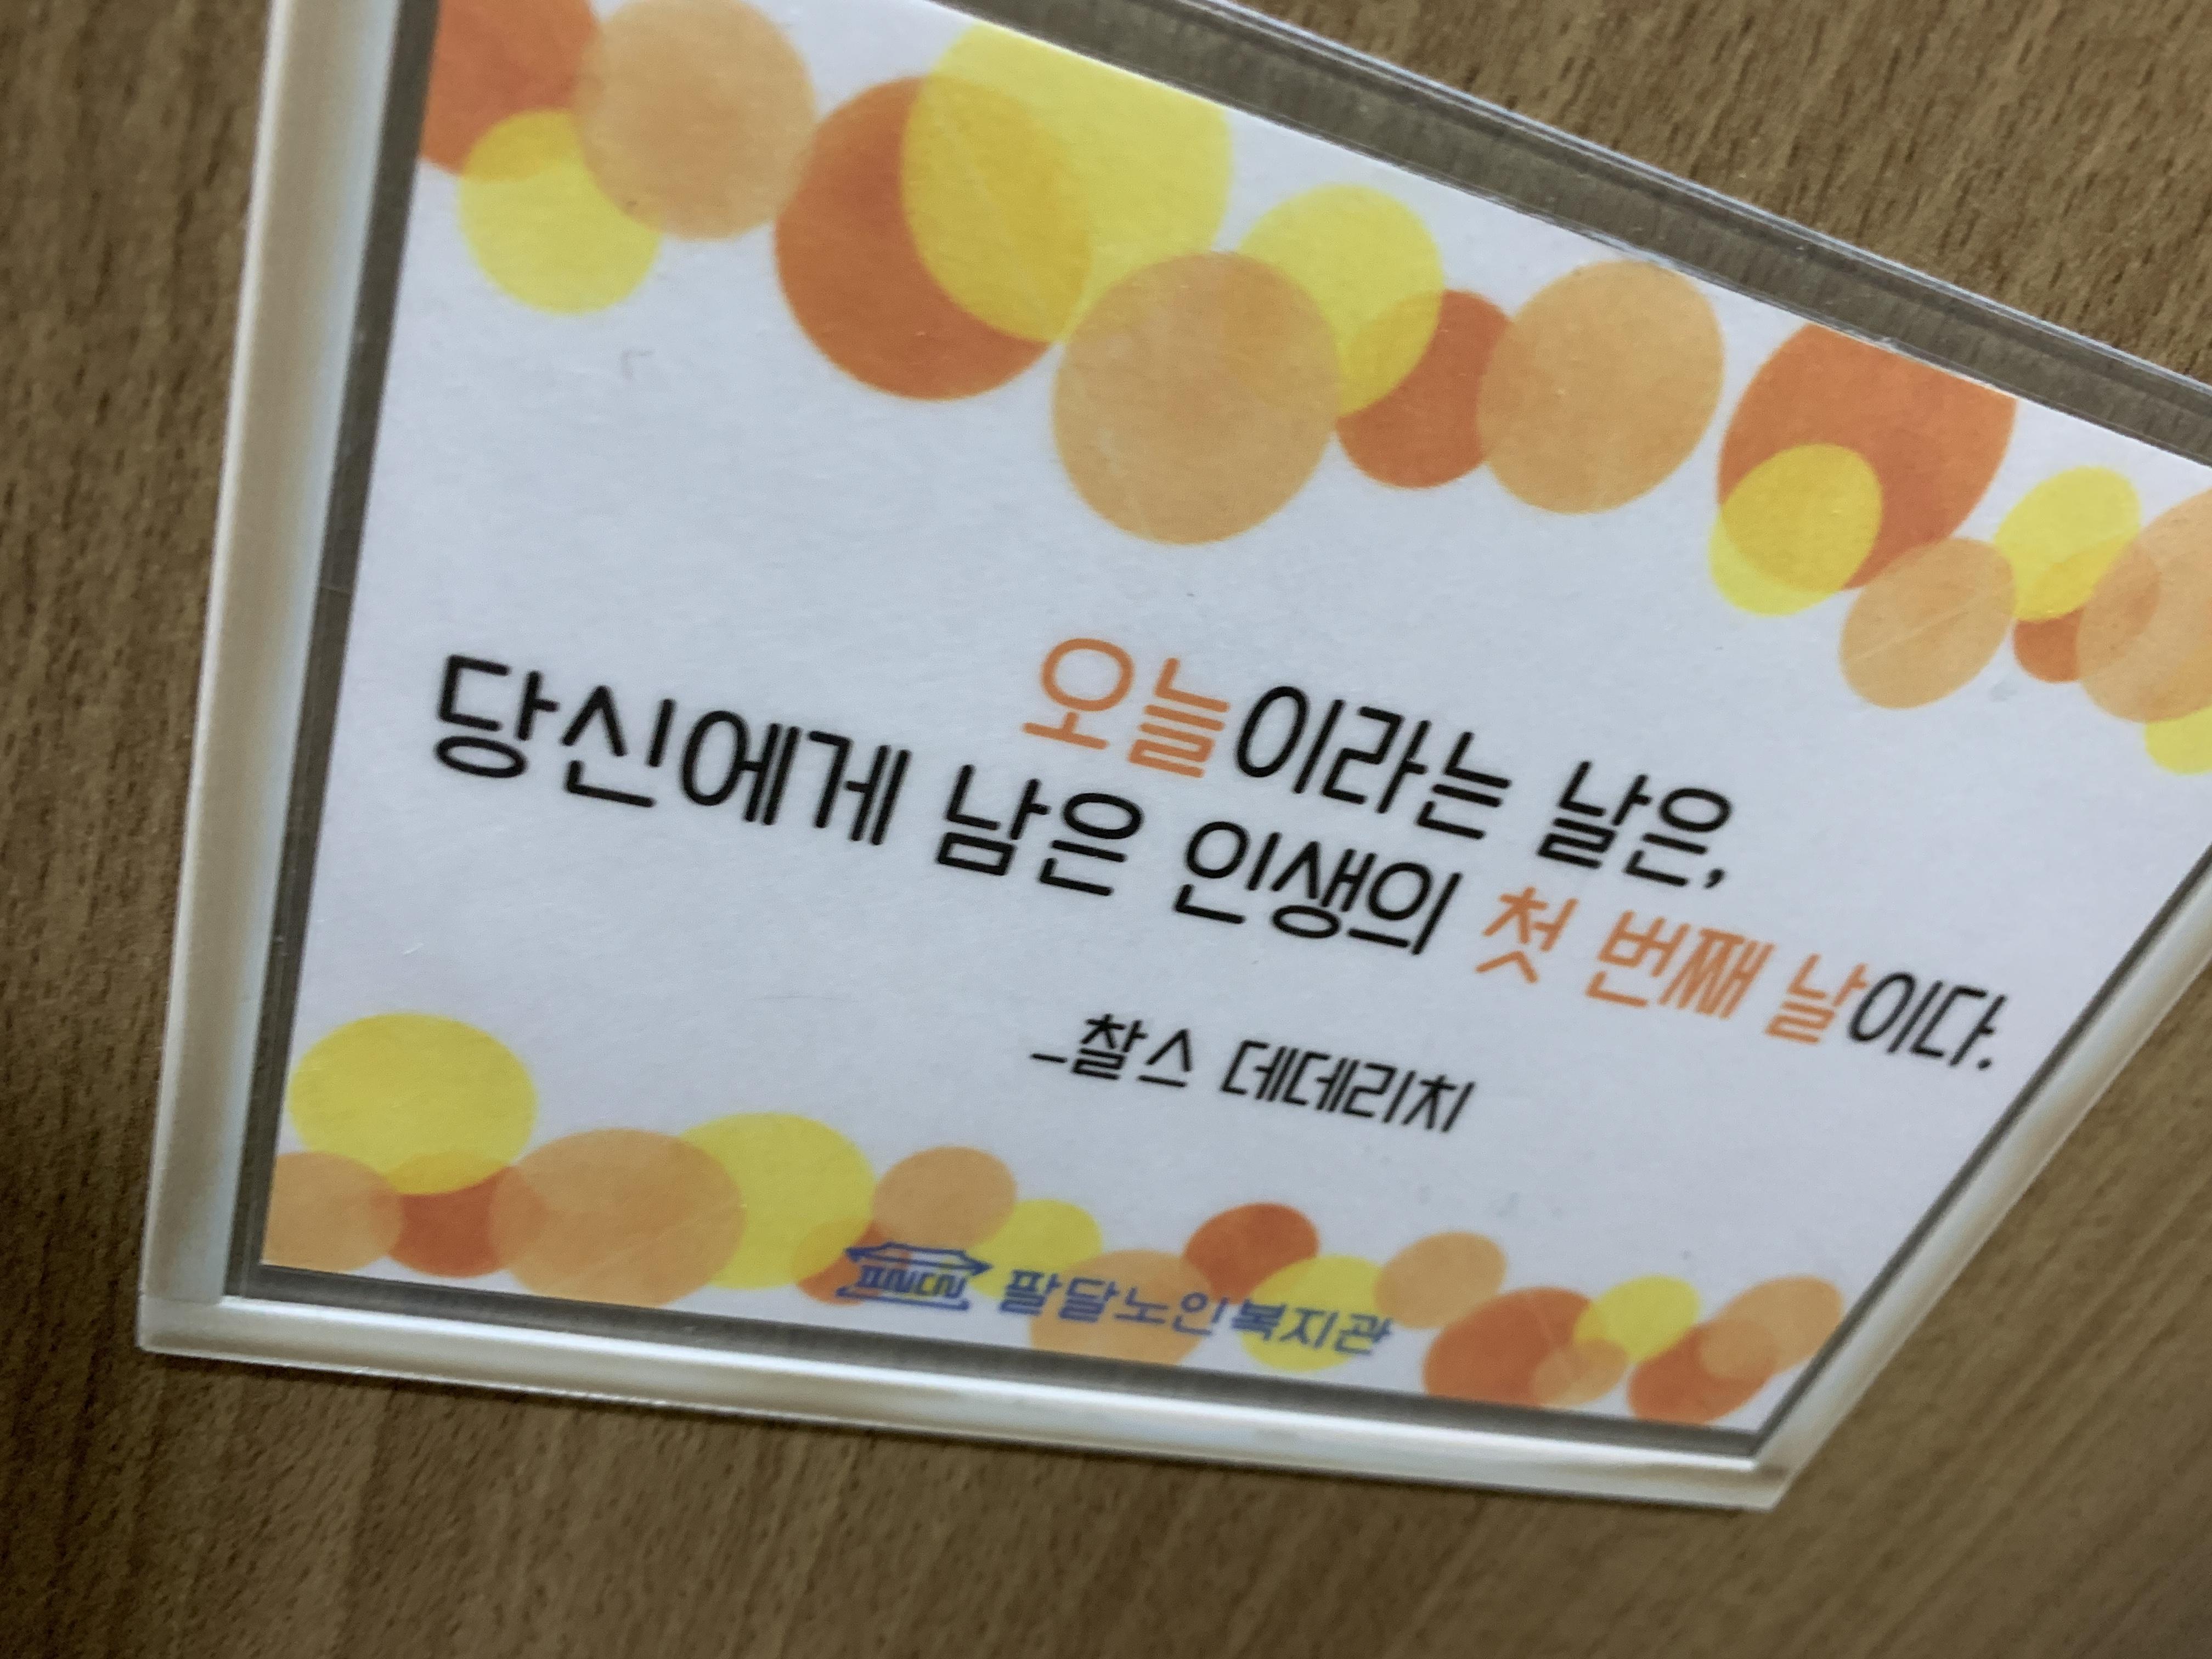 오늘이라는 날은,
당신에게 남은 인생의 첫 번째 날이다.
-찰스 데데리치
PALDAL 팔달노인복지관